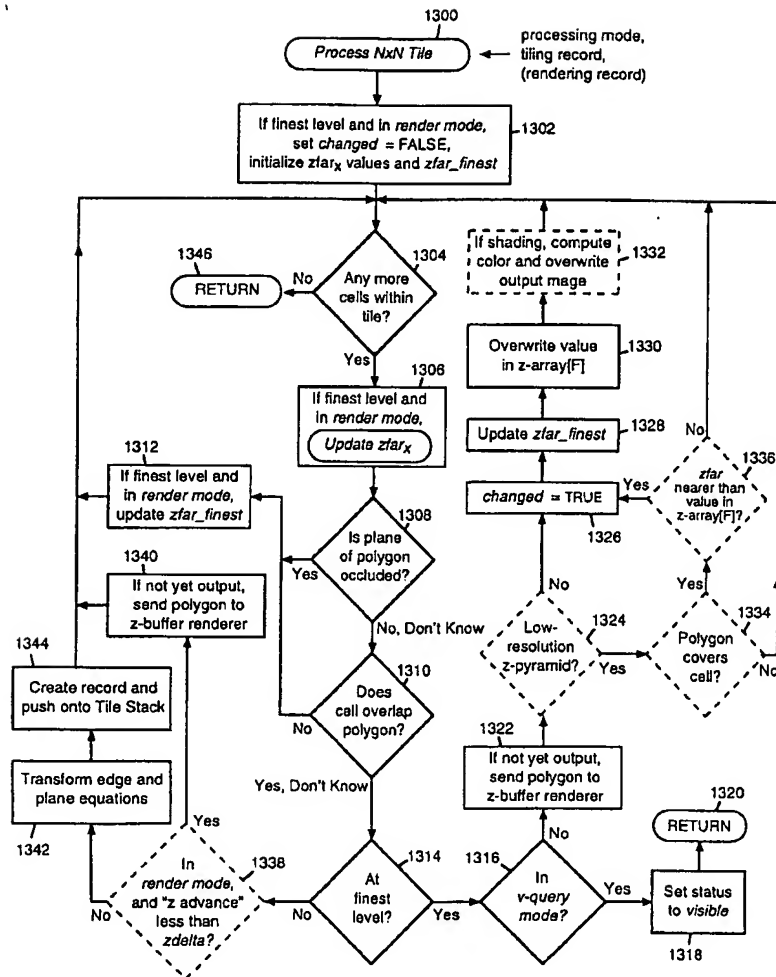 1300
Process NxN Tile
processing mode,
tiling record,
(rendering record)
If finest level and in render mode,
set changed = FALSE,
initialize zfarx values and zfar_finest
1302
1346
RETURN
No
1304
Any more
cells within
tile?
Yes
If shading, compute
color and overwrite
output mage
1332
Overwrite value
in z-array[F]
1330
1306
If finest level and
in render mode,
Update zfarx
1312
If finest level and
in render mode,
update zfar_finest
Update zfar_finest
1328
No
1336
zfar
nearer than
value in
z-array[F]?
Yes
changed = TRUE
1326
1308
Is plane
of polygon
occluded?
Yes
No, Don't Know
1340
If not yet output,
send polygon to
z-buffer renderer
No
1324
Low-
resolution
z-pyramid?
Yes
Yes
1334
Polygon
covers
cell?
No
1310
Does
cell overlap
polygon?
No
Yes, Don't Know
1344
Create record and
push onto Tile Stack
Transform edge and
plane equations
1342
1322
If not yet output,
send polygon to
z-buffer renderer
1320
RETURN
Yes
1338
In
render mode,
and "z advance"
less than
zdelta?
No
1314
At
finest
level?
No
Yes
1316
In
v-query
mode?
No
Yes
Set status
to visible
1318